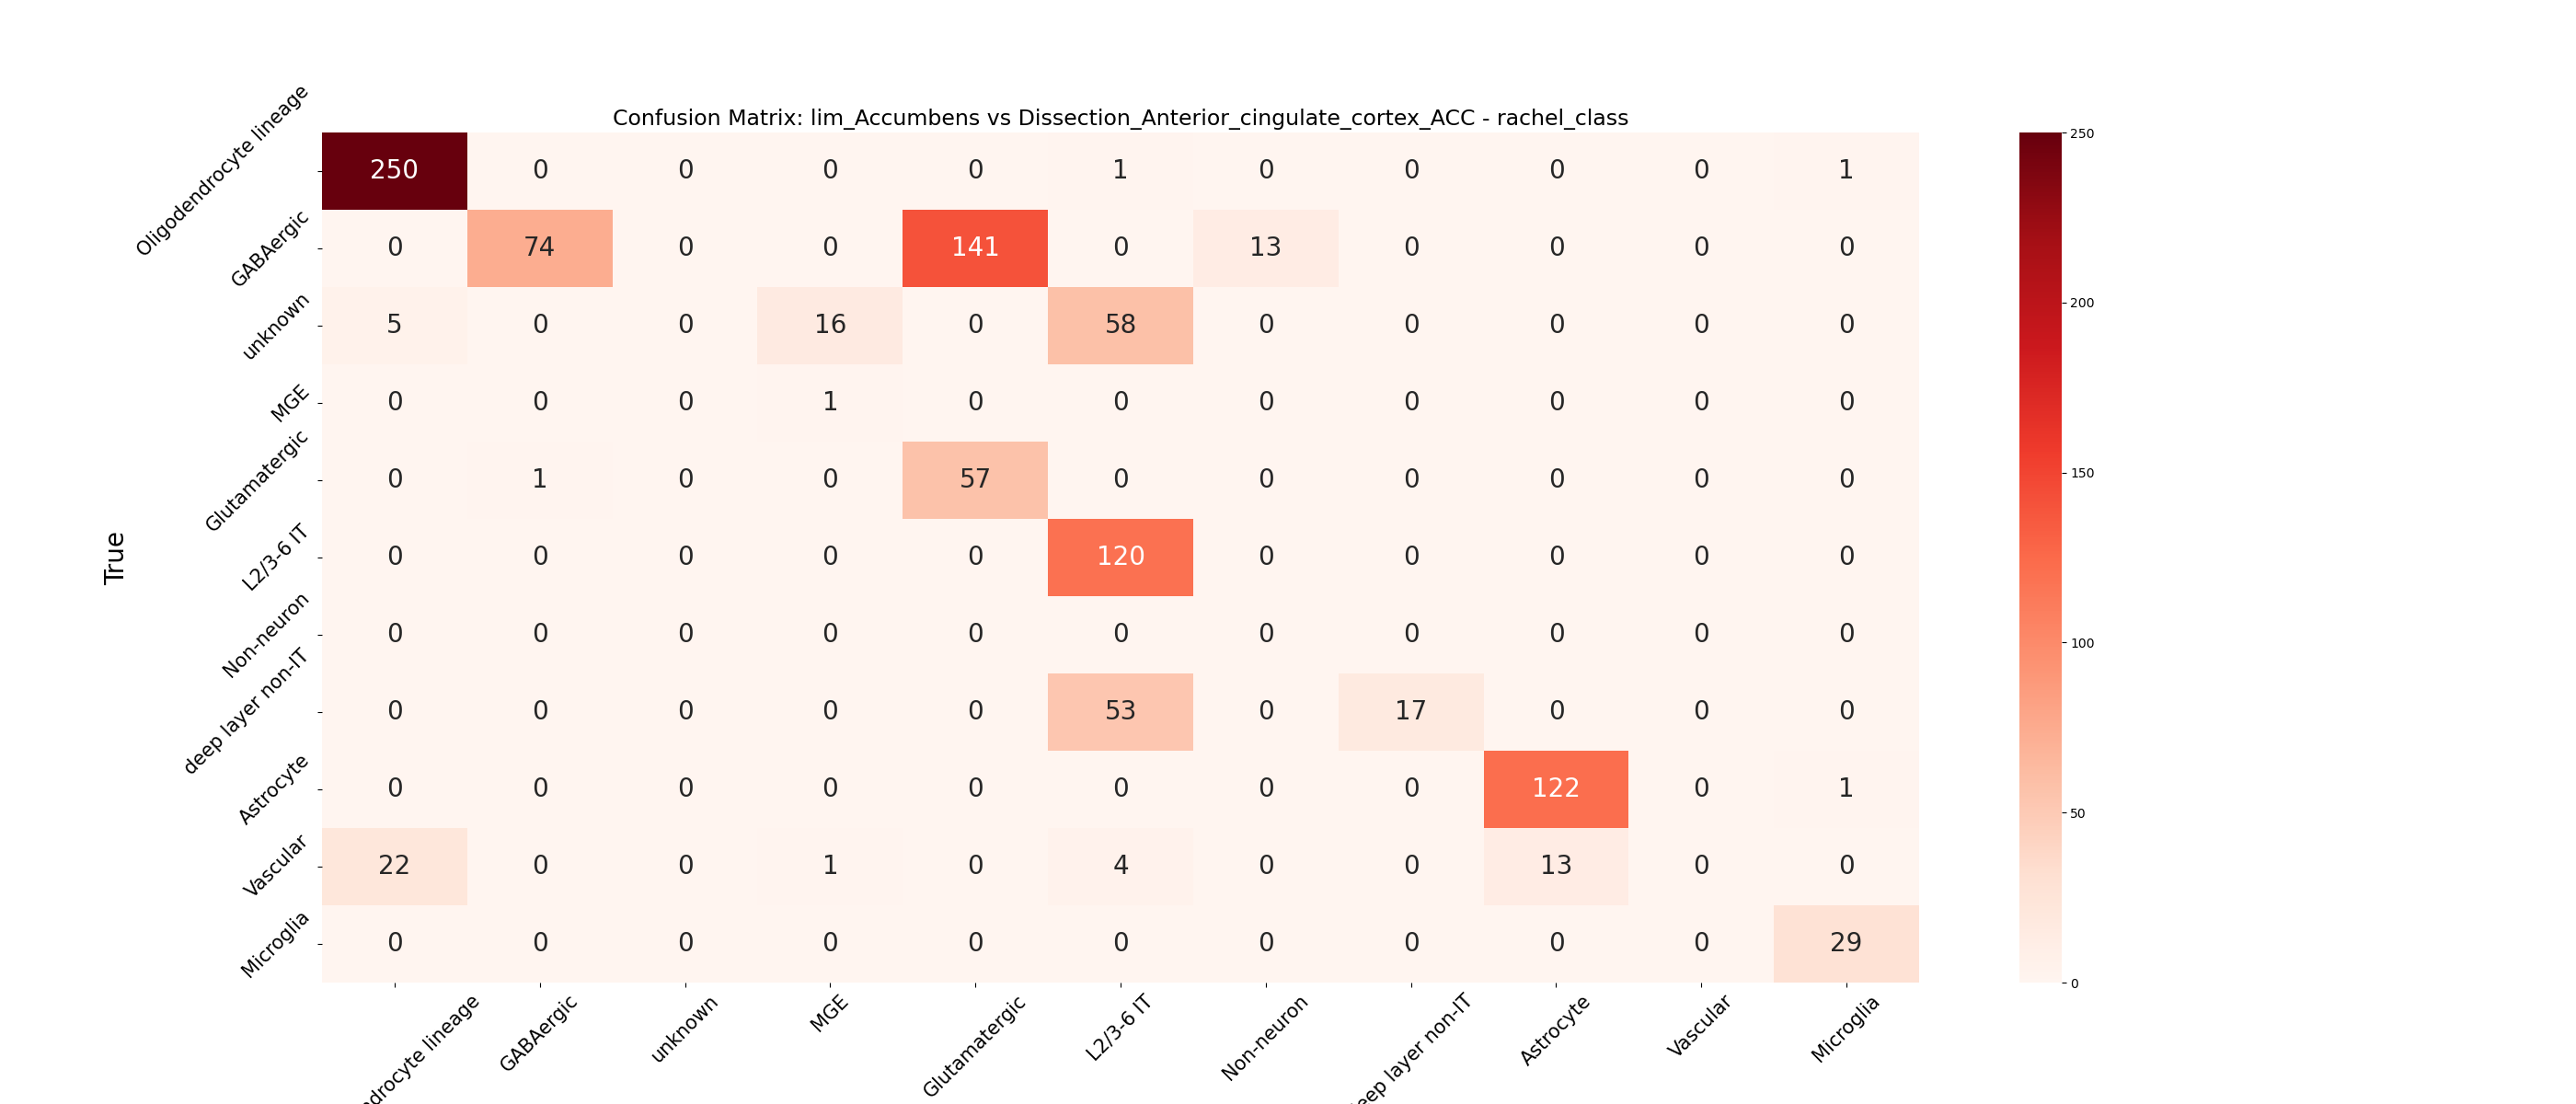 Confusion Matrix: lim_Accumbens vs Dissection_Anterior_cingulate_cortex_ACC - rachel_class
True
Oligodendrocyte lineage 250 0 0 0 0 1 0 0 0 0 1
GABAergic 0 74 0 0 141 0 13 0 0 0 0
unknown 5 0 0 16 0 58 0 0 0 0 0
MGE 0 0 0 1 0 0 0 0 0 0 0
Glutamatergic 0 1 0 0 57 0 0 0 0 0 0
L2/3-6 IT 0 0 0 0 0 120 0 0 0 0 0
Non-neuron 0 0 0 0 0 0 0 0 0 0 0
deep layer non-IT 0 0 0 0 0 53 0 17 0 0 0
Astrocyte 0 0 0 0 0 0 0 0 122 0 1
Vascular 22 0 0 1 0 4 0 0 13 0 0
Microglia 0 0 0 0 0 0 0 0 0 0 29
ndrocyte lineage
GABAergic
unknown
MGE
Glutamatergic
L2/3-6 IT
Non-neuron
eep layer non-IT
Astrocyte
Vascular
Microglia
250
200
150
100
50
0